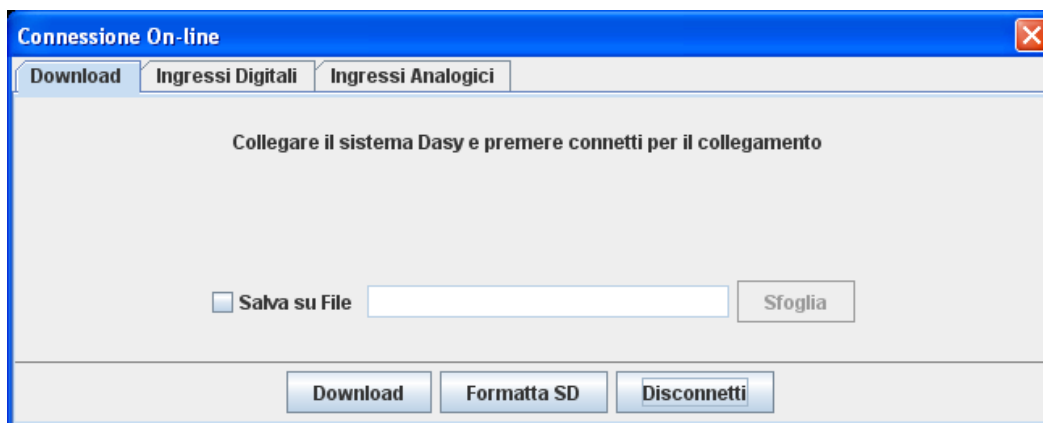 Connessione On-line
Download Ingressi Digitali Ingressi Analogici
Collegare il sistema Dasy e premere connetti per il collegamento
Salva su File Sfoglia
Download Formatta SD Disconnetti